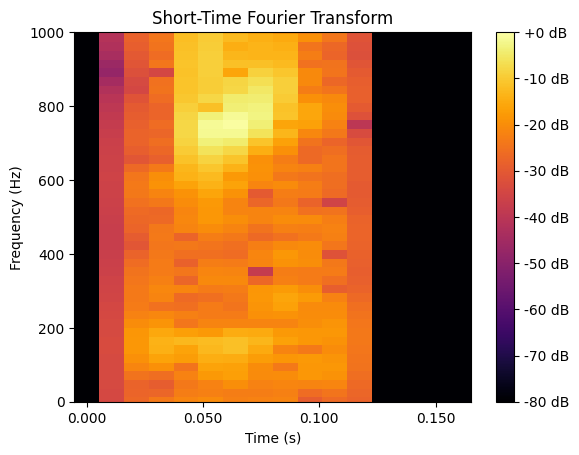 Short-Time Fourier Transform
Frequency (Hz)
1000
800
600
400
200
0
0.000
0.050
0.100
0.150
Time (s)
+0 dB
-10 dB
-20 dB
-30 dB
-40 dB
-50 dB
-60 dB
-70 dB
-80 dB